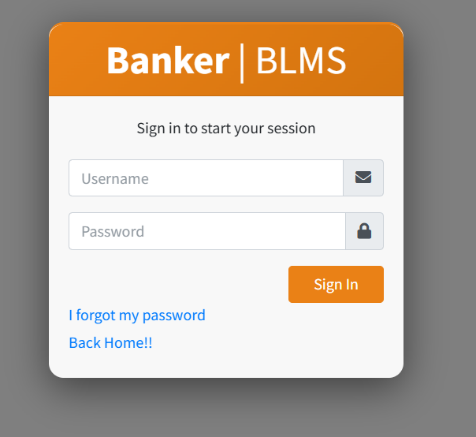 Banker | BLMS
Sign in to start your session
Username
Password
Sign In
I forgot my password
Back Home!!